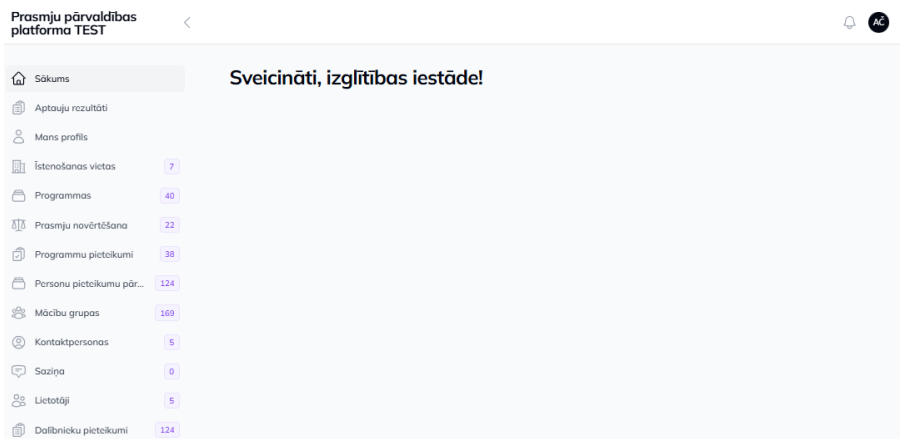 Prasmju pārvaldības
platforma TEST
AČ
Sākums
Sveicināti, izglītības iestāde!
Aptauju rezultāti
Mans profils
Īstenošanas vietas 7
Programmas 40
Prasmju novērtēšana 22
Programmu pieteikumi 38
Personu pieteikumu pār... 124
Mācību grupas 169
Kontaktpersonas 5
Saziņa 0
Lietotāji 5
Dalībnieku pieteikumi 124